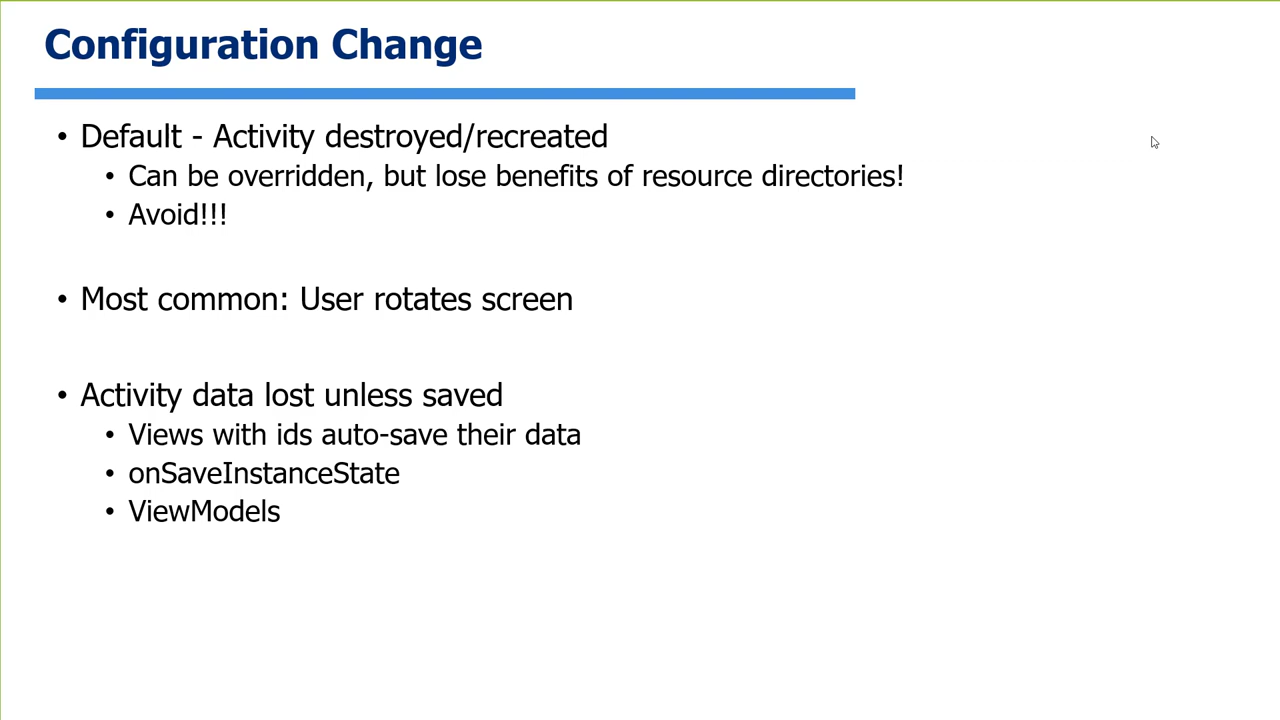 Configuration Change
• Default - Activity destroyed/recreated
• Can be overridden, but lose benefits of resource directories!
• Avoid!!!
• Most common: User rotates screen
• Activity data lost unless saved
• Views with ids auto-save their data
• onSaveInstanceState
• ViewModels